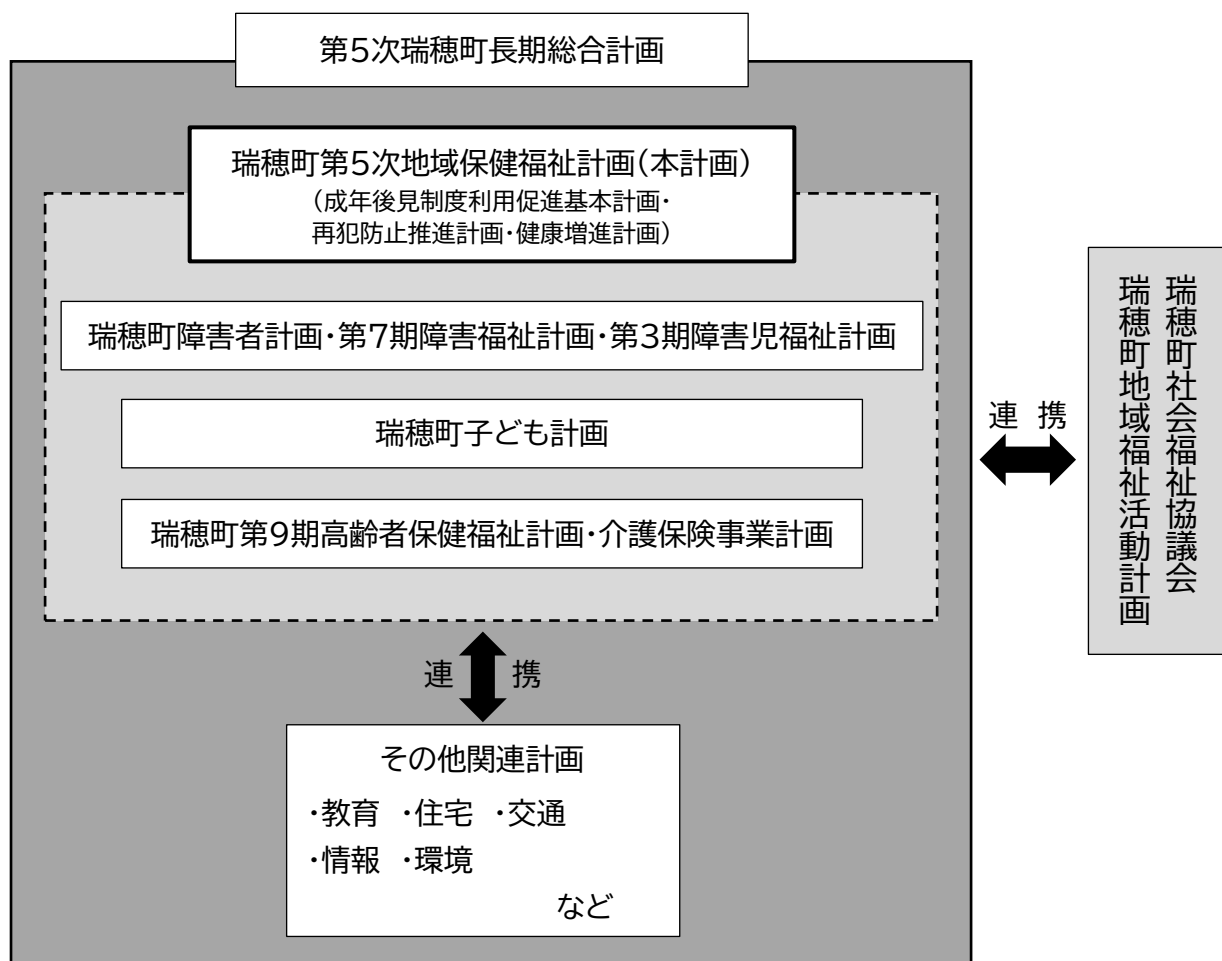 第5次瑞穂町長期総合計画
瑞穂町第5次地域保健福祉計画(本計画)
(成年後見制度利用促進基本計画・
再犯防止推進計画・健康増進計画)
瑞穂町障害者計画・第7期障害福祉計画・第3期障害児福祉計画
瑞穂町子ども計画
瑞穂町第9期高齢者保健福祉計画・介護保険事業計画
連 携
その他関連計画
・教育 ・住宅 ・交通
・情報 ・環境
など
連 携
瑞穂町社会福祉協議会
瑞穂町地域福祉活動計画